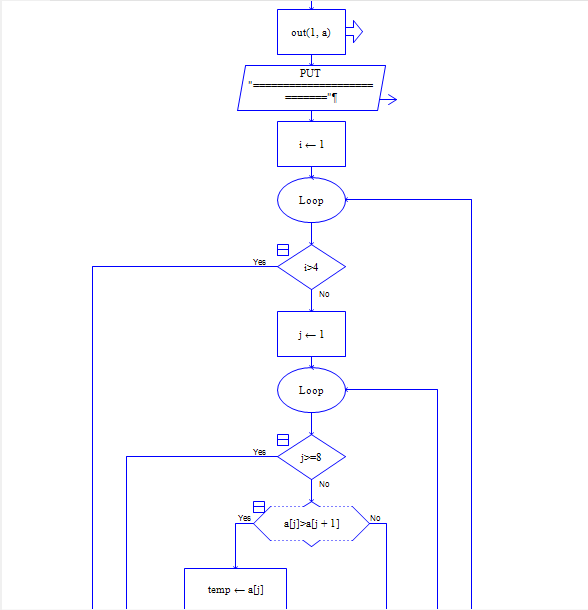 out(1, a)
PUT
"====================
======="¶
i ← 1
Loop
Yes
i>4
No
j ← 1
Loop
Yes
j>=8
No
Yes
a[j]>a[j + 1]
No
temp ← a[j]